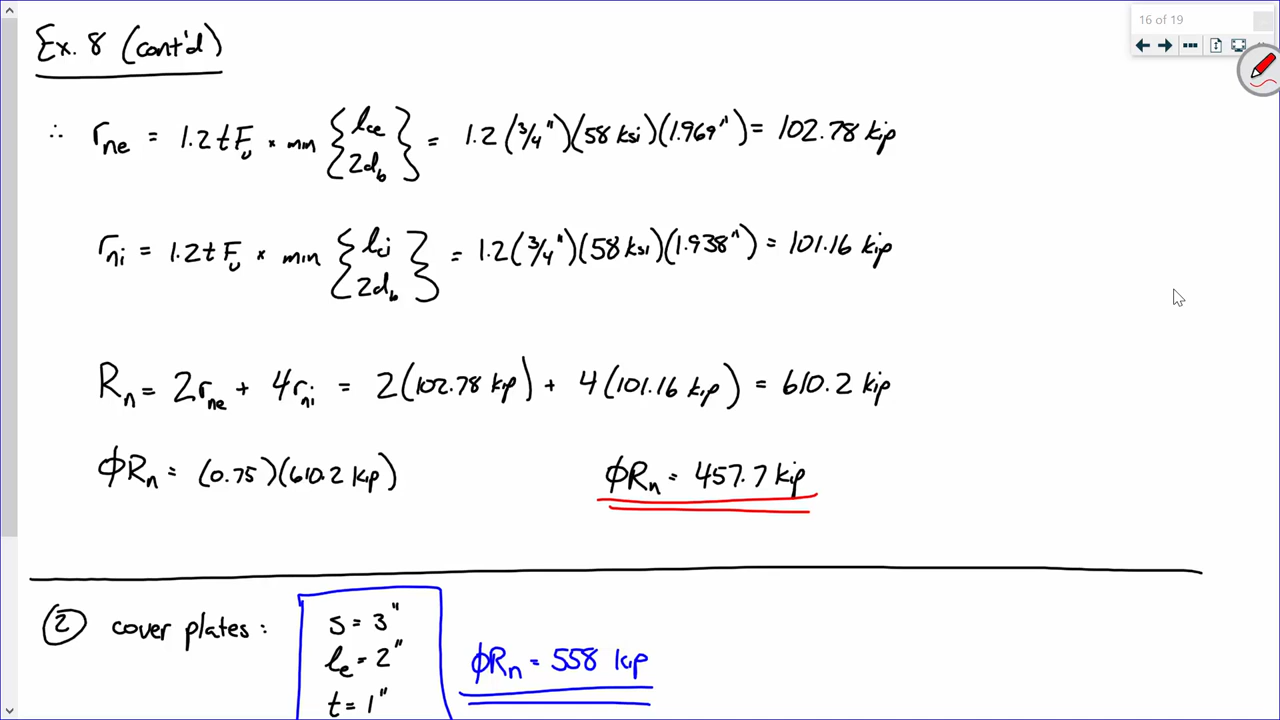 16 of 19
Ex. 8 (cont'd)
∴ r_ne = 1.2 t F_u × min { l_ce 2d_b } = 1.2 (3/4") (58 ksi) (1.969") = 102.78 kip
r_ni = 1.2 t F_u × min { l_ci 2d_b } = 1.2 (3/4") (58 ksi) (1.938") = 101.16 kip
R_n = 2r_ne + 4r_ni = 2 (102.78 kip) + 4 (101.16 kip) = 610.2 kip
ϕR_n = (0.75) (610.2 kip) ϕR_n = 457.7 kip
2 cover plates :
s = 3"
l_e = 2"
t = 1"
ϕR_n = 558 kip